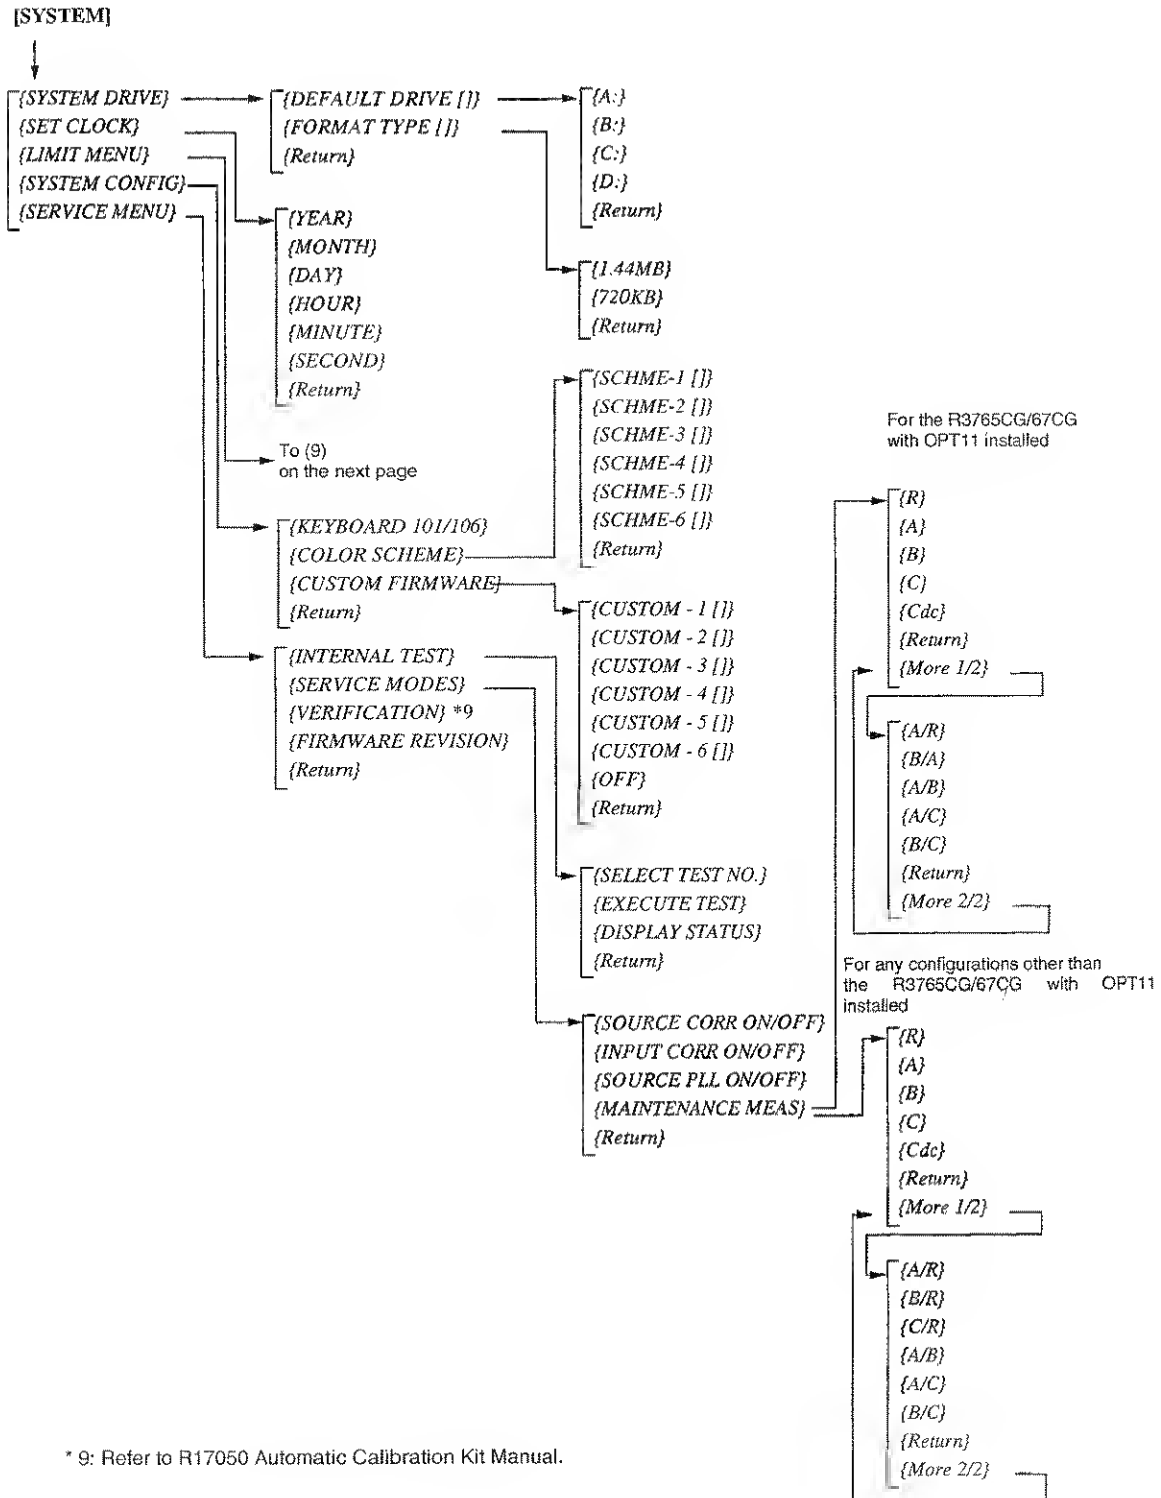 [SYSTEM]
{SYSTEM DRIVE}
{SET CLOCK}
{LIMIT MENU}
{SYSTEM CONFIG}
{SERVICE MENU}
{DEFAULT DRIVE []}
{FORMAT TYPE []}
{Return}
{A:}
{B:}
{C:}
{D:}
{Return}
{1.44MB}
{720KB}
{Return}
{YEAR}
{MONTH}
{DAY}
{HOUR}
{MINUTE}
{SECOND}
{Return}
To (9)
on the next page
{KEYBOARD 101/106}
{COLOR SCHEME}
{CUSTOM FIRMWARE}
{Return}
{SCHME-1 []}
{SCHME-2 []}
{SCHME-3 []}
{SCHME-4 []}
{SCHME-5 []}
{SCHME-6 []}
{Return}
{CUSTOM - 1 []}
{CUSTOM - 2 []}
{CUSTOM - 3 []}
{CUSTOM - 4 []}
{CUSTOM - 5 []}
{CUSTOM - 6 []}
{OFF}
{Return}
{INTERNAL TEST}
{SERVICE MODES}
{VERIFICATION} *9
{FIRMWARE REVISION}
{Return}
{SELECT TEST NO.}
{EXECUTE TEST}
{DISPLAY STATUS}
{Return}
{SOURCE CORR ON/OFF}
{INPUT CORR ON/OFF}
{SOURCE PLL ON/OFF}
{MAINTENANCE MEAS}
{Return}
For the R3765CG/67CG
with OPT11 installed
{R}
{A}
{B}
{C}
{Cdc}
{Return}
{More 1/2}
{A/R}
{B/A}
{A/B}
{A/C}
{B/C}
{Return}
{More 2/2}
For any configurations other than
the R3765CG/67CG with OPT11
installed
{R}
{A}
{B}
{C}
{Cdc}
{Return}
{More 1/2}
{A/R}
{B/R}
{C/R}
{A/B}
{A/C}
{B/C}
{Return}
{More 2/2}
* 9: Refer to R17050 Automatic Calibration Kit Manual.